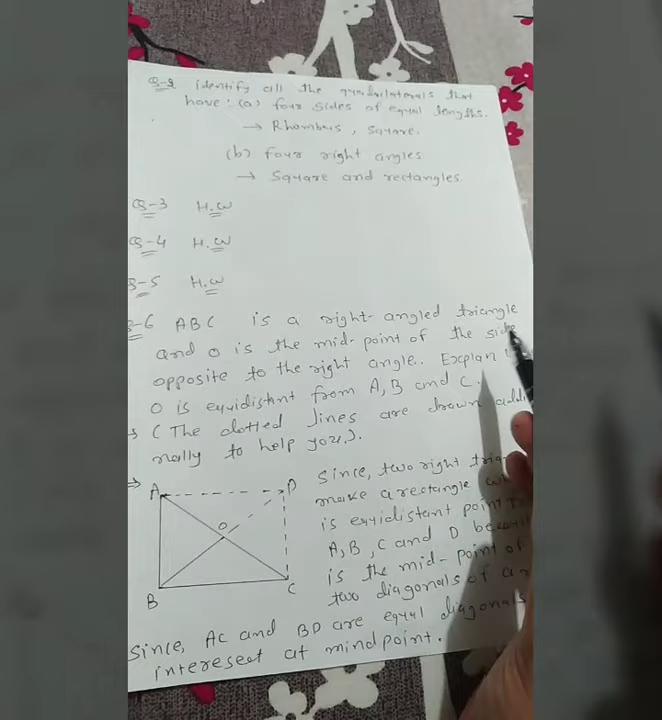 Q-2 identify all the quadrilaterals that
have: (a) four sides of equal lengths.
→ Rhombus, Square.
(b) four right angles
→ Square and rectangles.
Q-3 H.W
Q-4 H.W
Q-5 H.W
Q-6 ABC is a right-angled triangle
and O is the mid-point of the side
opposite to the right angle. Explan
O is equidistant from A, B and C.
(The dotted lines are drawn addi
nally to help you).
⇒ Since, two right
make a rectangle
is equidistant point
A, B, C and D
is the mid-point of
two diagonals of a
A D
O
B C
Since, AC and BD are equal diagonals
interesect at mindpoint.